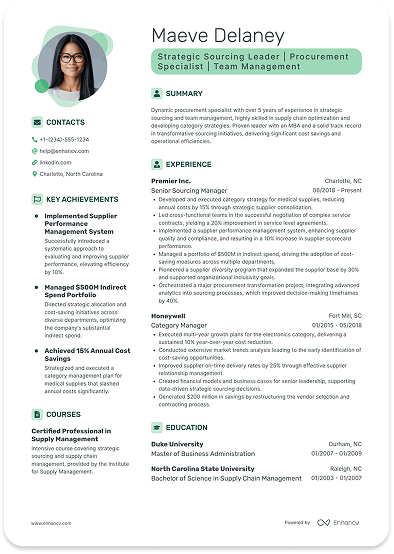 Maeve Delaney
Strategic Sourcing Leader | Procurement
Specialist | Team Management
CONTACTS
+1-(234)-555-1234
help@enhancv.com
linkedin.com
Charlotte, North Carolina
KEY ACHIEVEMENTS
Implemented Supplier
Performance
Management System
Successfully introduced a
systematic approach to
evaluating and improving supplier
performance, elevating efficiency
by 10%.
Managed $500M Indirect
Spend Portfolio
Directed strategic allocation and
cost-saving initiatives across
diverse departments, optimizing
the company's substantial
indirect spend.
Achieved 15% Annual Cost
Savings
Strategized and executed a
category management plan for
medical supplies that slashed
annual costs significantly.
COURSES
Certified Professional in
Supply Management
Intensive course covering strategic
sourcing and supply chain
management, provided by the Institute
for Supply Management.
SUMMARY
Dynamic procurement specialist with over 5 years of experience in strategic
sourcing and team management, highly skilled in supply chain optimization and
developing category strategies. Proven leader with an MBA and a solid track record
in transformative sourcing initiatives, delivering significant cost savings and
operational efficiencies.
EXPERIENCE
Premier Inc. Charlotte, NC
Senior Sourcing Manager 06/2018 - Present
• Developed and executed category strategy for medical supplies, reducing
annual costs by 15% through strategic supplier consolidation.
• Led cross-functional teams in the successful negotiation of complex service
contracts, yielding a 20% improvement in service level agreements.
• Implemented a supplier performance management system, enhancing supplier
quality and compliance, and resulting in a 10% increase in supplier scorecard
performance.
• Managed a portfolio of $500M in indirect spend, driving the adoption of cost-
saving measures across multiple departments.
• Pioneered a supplier diversity program that expanded the supplier base by 30%
and supported organizational inclusivity goals.
• Orchestrated a major procurement transformation project, integrating advanced
analytics into sourcing processes, which improved decision-making timeframes
by 40%.
Honeywell Fort Mill, SC
Category Manager 01/2015 - 05/2018
• Executed multi-year growth plans for the electronics category, delivering a
sustained 10% year-over-year cost reduction.
• Conducted extensive market trends analysis leading to the early identification of
cost-saving opportunities.
• Improved supplier on-time delivery rates by 25% through effective supplier
relationship management.
• Created financial models and business cases for senior leadership, supporting
data-driven strategic sourcing decisions.
• Generated $200 million in savings by restructuring the vendor selection and
contracting process.
EDUCATION
Duke University Durham, NC
Master of Business Administration 01/2007 - 01/2009
North Carolina State University Raleigh, NC
Bachelor of Science in Supply Chain Management 01/2003 - 01/2007
www.enhancv.com
Powered by Enhancv